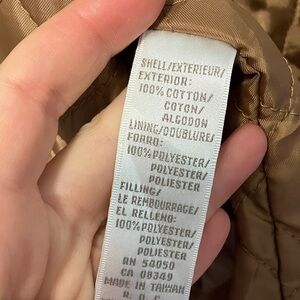 SHELL/EXTERIEUR/
EXTERIOR:
100% COTTON/
COTON/
ALGODON
LINING/DOUBLURE/
FORRO:
100% POLYESTER/
POLYESTER/
POLIESTER
FILLING/
LE REMBOURRAGE/
EL RELLENO:
100% POLYESTER/
POLYESTER/
POLIESTER
RN 54050
CA 08349
MADE IN TAIWAN
R. O. C.